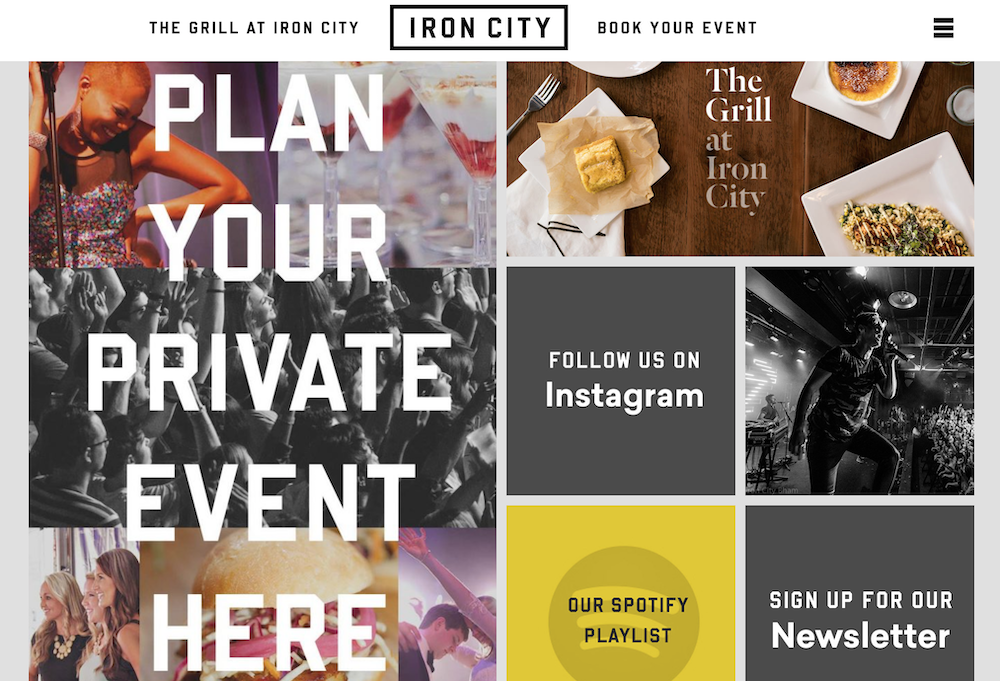 THE GRILL AT IRON CITY
IRON CITY
BOOK YOUR EVENT
PLAN
YOUR
PRIVATE
EVENT
HERE
The
Grill
at
Iron
City
FOLLOW US ON
Instagram
OUR SPOTIFY
PLAYLIST
SIGN UP FOR OUR
Newsletter